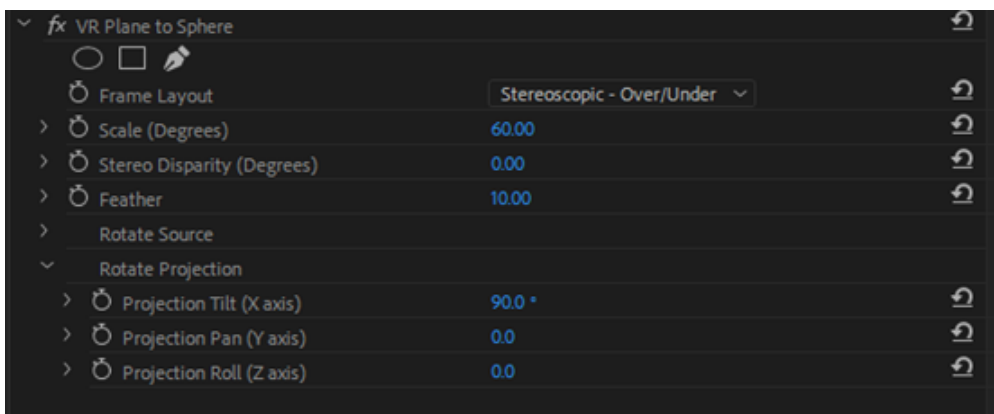 fx VR Plane to Sphere
Frame Layout Stereoscopic - Over/Under
Scale (Degrees) 60.00
Stereo Disparity (Degrees) 0.00
Feather 10.00
Rotate Source
Rotate Projection
Projection Tilt (X axis) 90.0 °
Projection Pan (Y axis) 0.0
Projection Roll (Z axis) 0.0